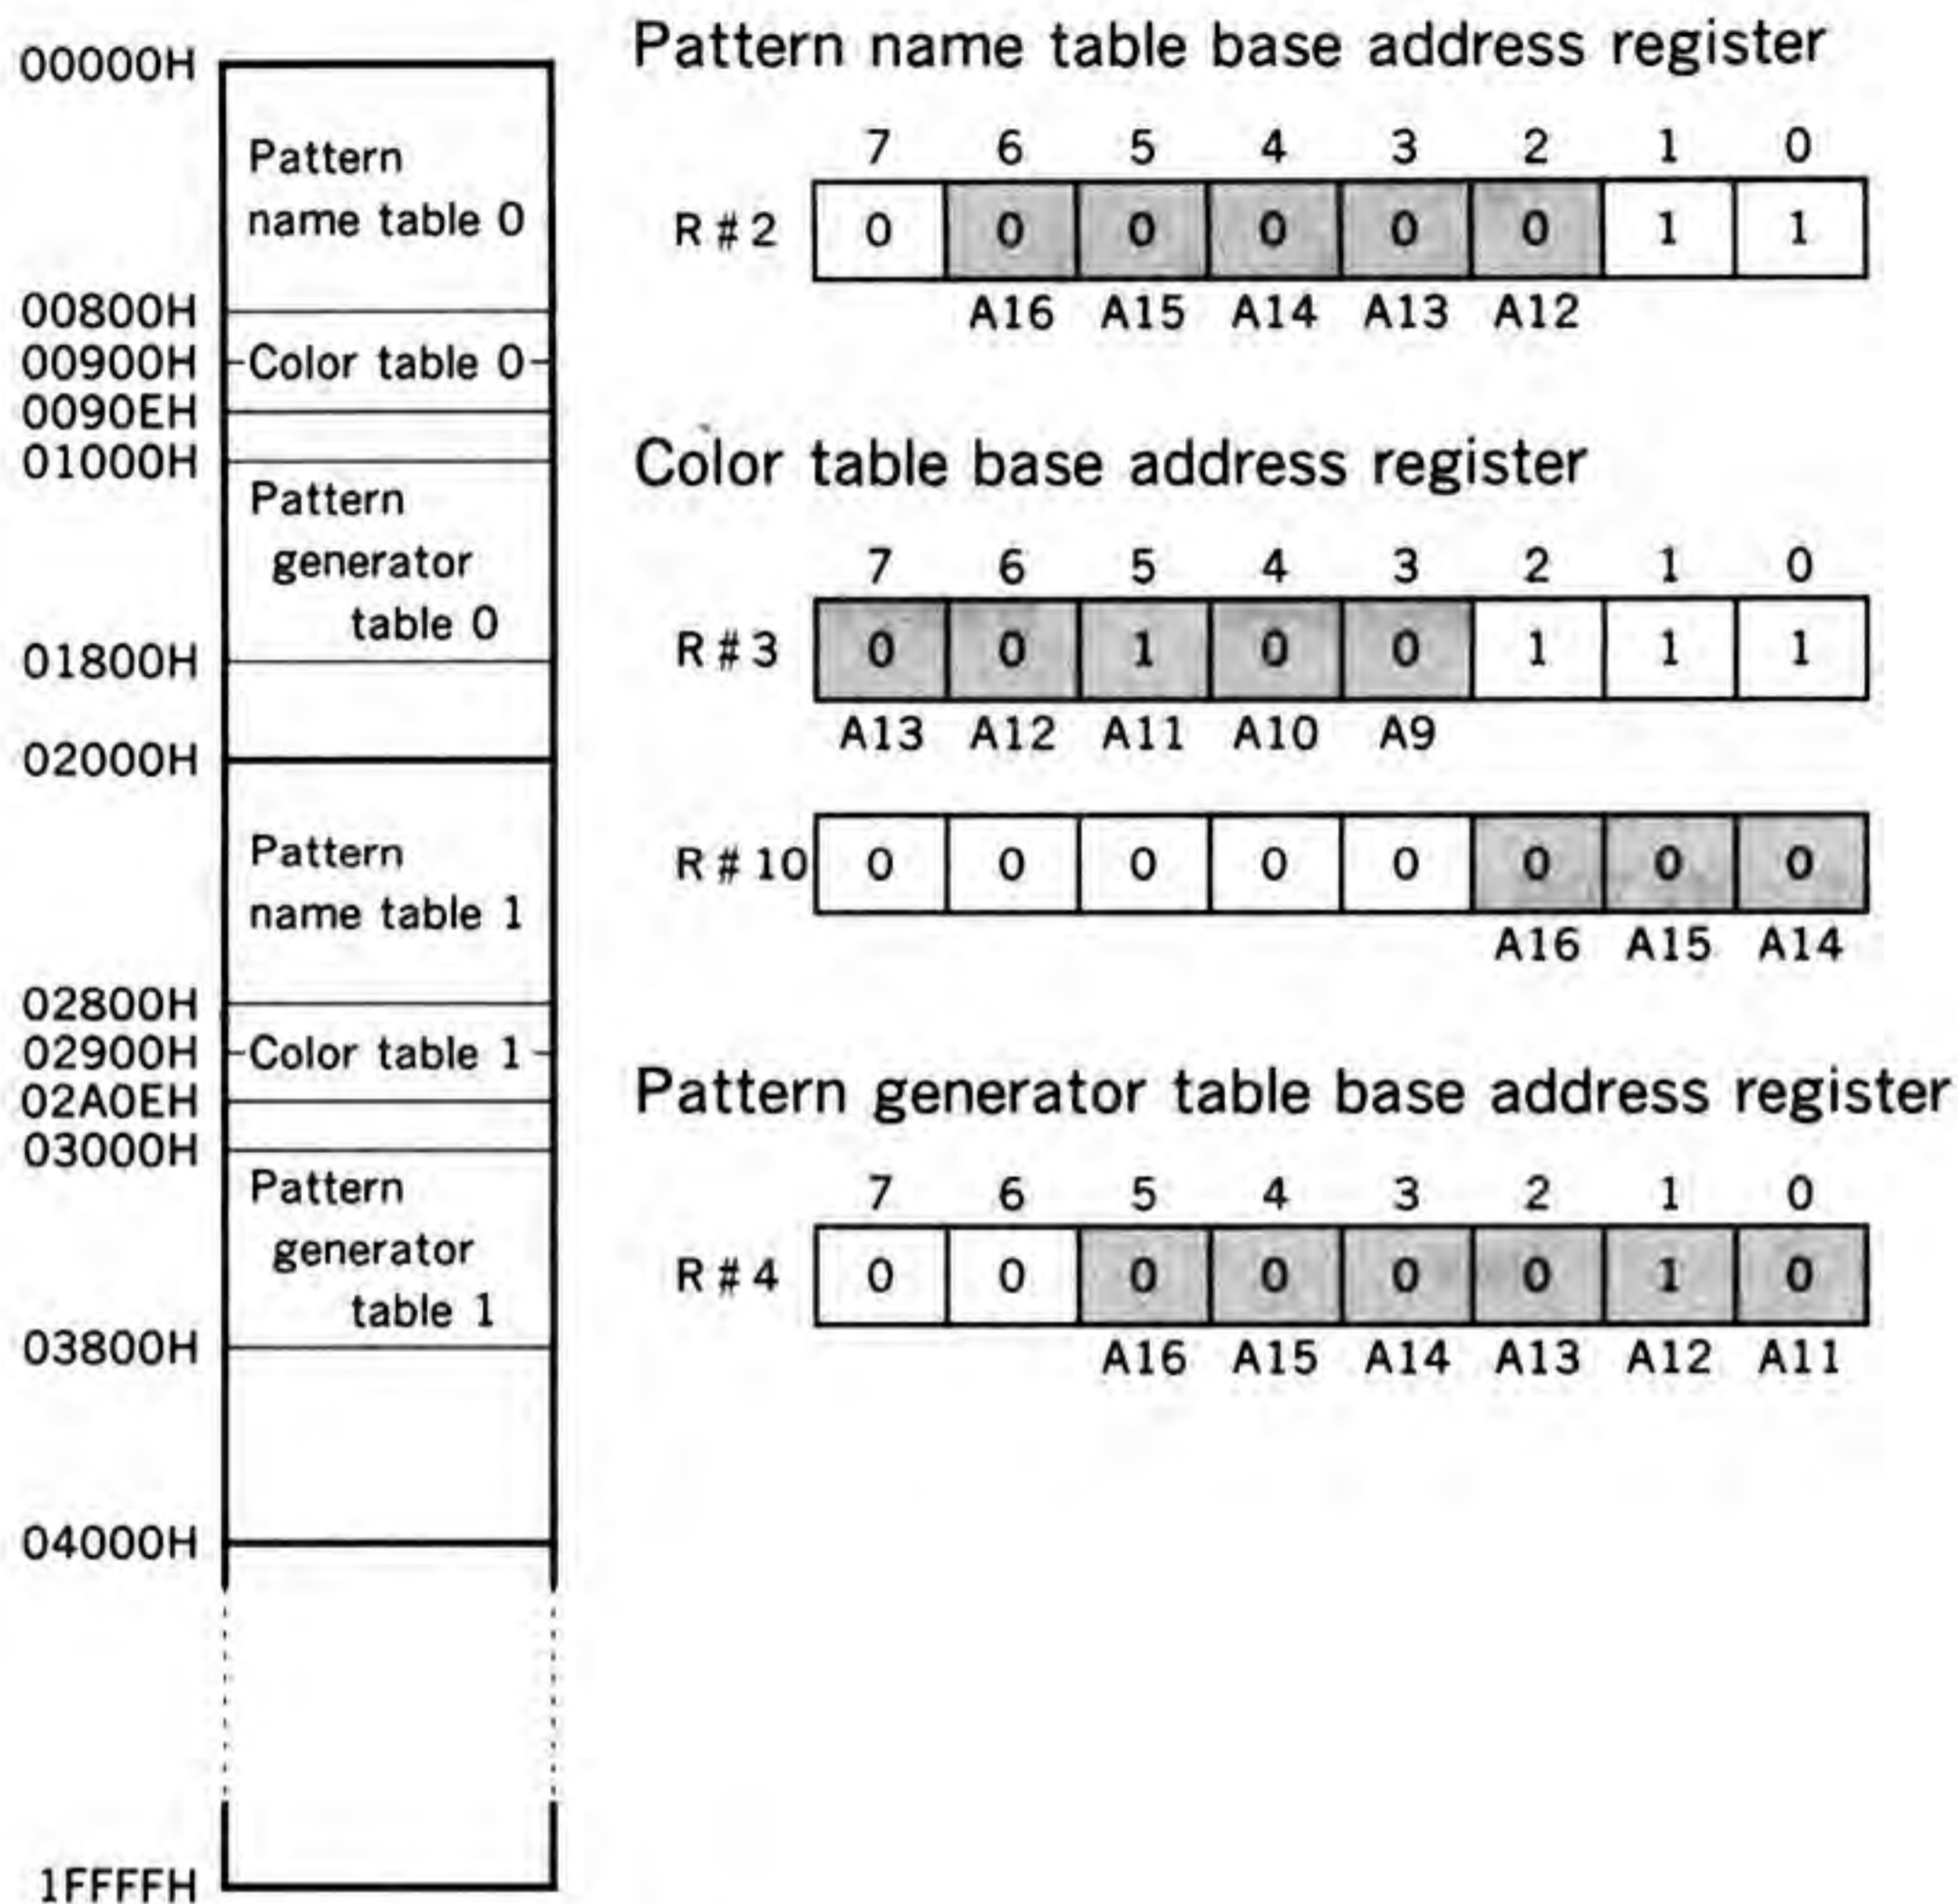 00000H
Pattern
name table 0
00800H
00900H Color table 0
0090EH
01000H
Pattern
generator
table 0
01800H
02000H
Pattern
name table 1
02800H
02900H Color table 1
02A0EH
03000H
Pattern
generator
table 1
03800H
04000H
1FFFFH
Pattern name table base address register
7 6 5 4 3 2 1 0
R#2 0 0 0 0 0 0 1 1
A16 A15 A14 A13 A12
Color table base address register
7 6 5 4 3 2 1 0
R#3 0 0 1 0 0 1 1 1
A13 A12 A11 A10 A9
R#10 0 0 0 0 0 0 0 0
A16 A15 A14
Pattern generator table base address register
7 6 5 4 3 2 1 0
R#4 0 0 0 0 0 0 1 0
A16 A15 A14 A13 A12 A11